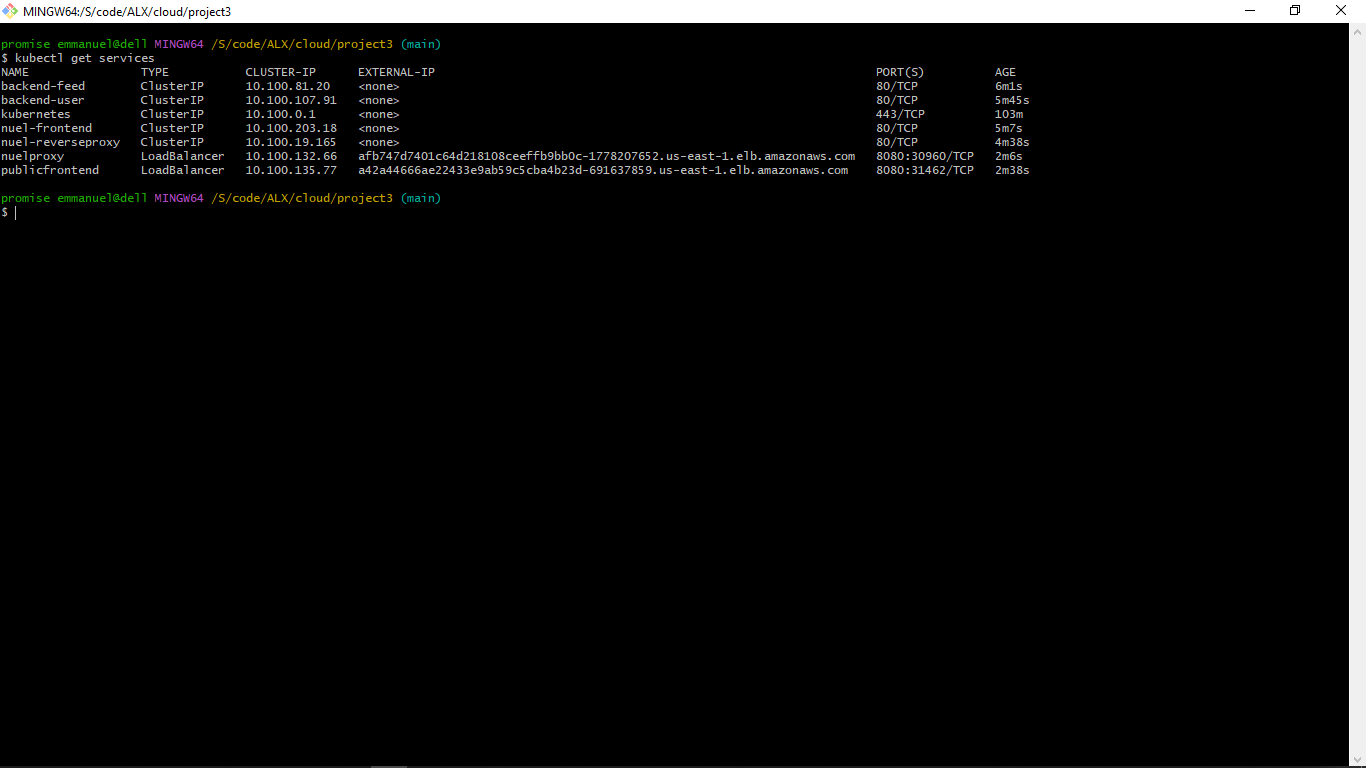 MINGW64:/S/code/ALX/cloud/project3
promise emmanuel@dell MINGW64 /S/code/ALX/cloud/project3 (main)
$ kubectl get services
NAME TYPE CLUSTER-IP EXTERNAL-IP PORT(S) AGE
backend-feed ClusterIP 10.100.81.20 <none> 80/TCP 6m1s
backend-user ClusterIP 10.100.107.91 <none> 80/TCP 5m45s
kubernetes ClusterIP 10.100.0.1 <none> 443/TCP 103m
nuel-frontend ClusterIP 10.100.203.18 <none> 80/TCP 5m7s
nuel-reverseproxy ClusterIP 10.100.19.165 <none> 80/TCP 4m38s
nuelproxy LoadBalancer 10.100.132.66 afb747d7401c64d218108ceeffb9bb0c-1778207652.us-east-1.elb.amazonaws.com 8080:30960/TCP 2m6s
publicfrontend LoadBalancer 10.100.135.77 a42a44666ae22433e9ab59c5cba4b23d-691637859.us-east-1.elb.amazonaws.com 8080:31462/TCP 2m38s
promise emmanuel@dell MINGW64 /S/code/ALX/cloud/project3 (main)
$